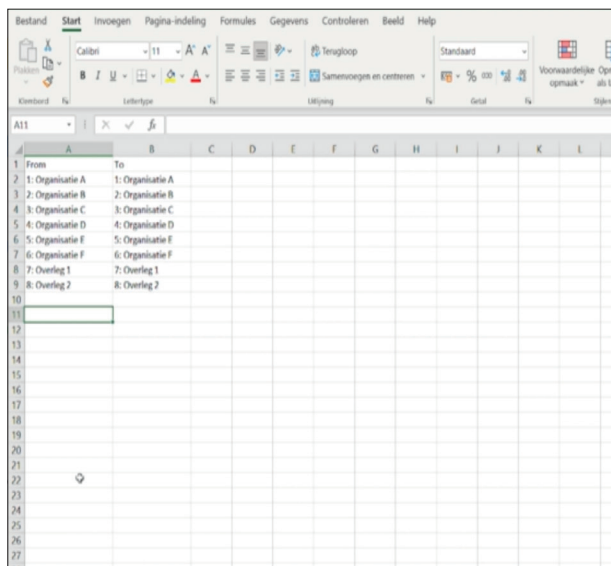 Bestand Start Invoegen Pagina-indeling Formules Gegevens Controleren Beeld Help
Calibri 11 A A Terugloop Standaard
Plakken B I U A Samenvoegen en centreren % 000 Voorwaardelijke
opmaak als t
Klembord Lettertype Uitlijning Getal Stijlen
A11 fx
A B C D E F G H I J K L
1 From To
2 1: Organisatie A 1: Organisatie A
3 2: Organisatie B 2: Organisatie B
4 3: Organisatie C 3: Organisatie C
5 4: Organisatie D 4: Organisatie D
6 5: Organisatie E 5: Organisatie E
7 6: Organisatie F 6: Organisatie F
8 7: Overleg 1 7: Overleg 1
9 8: Overleg 2 8: Overleg 2
10
11
12
13
14
15
16
17
18
19
20
21
22
23
24
25
26
27